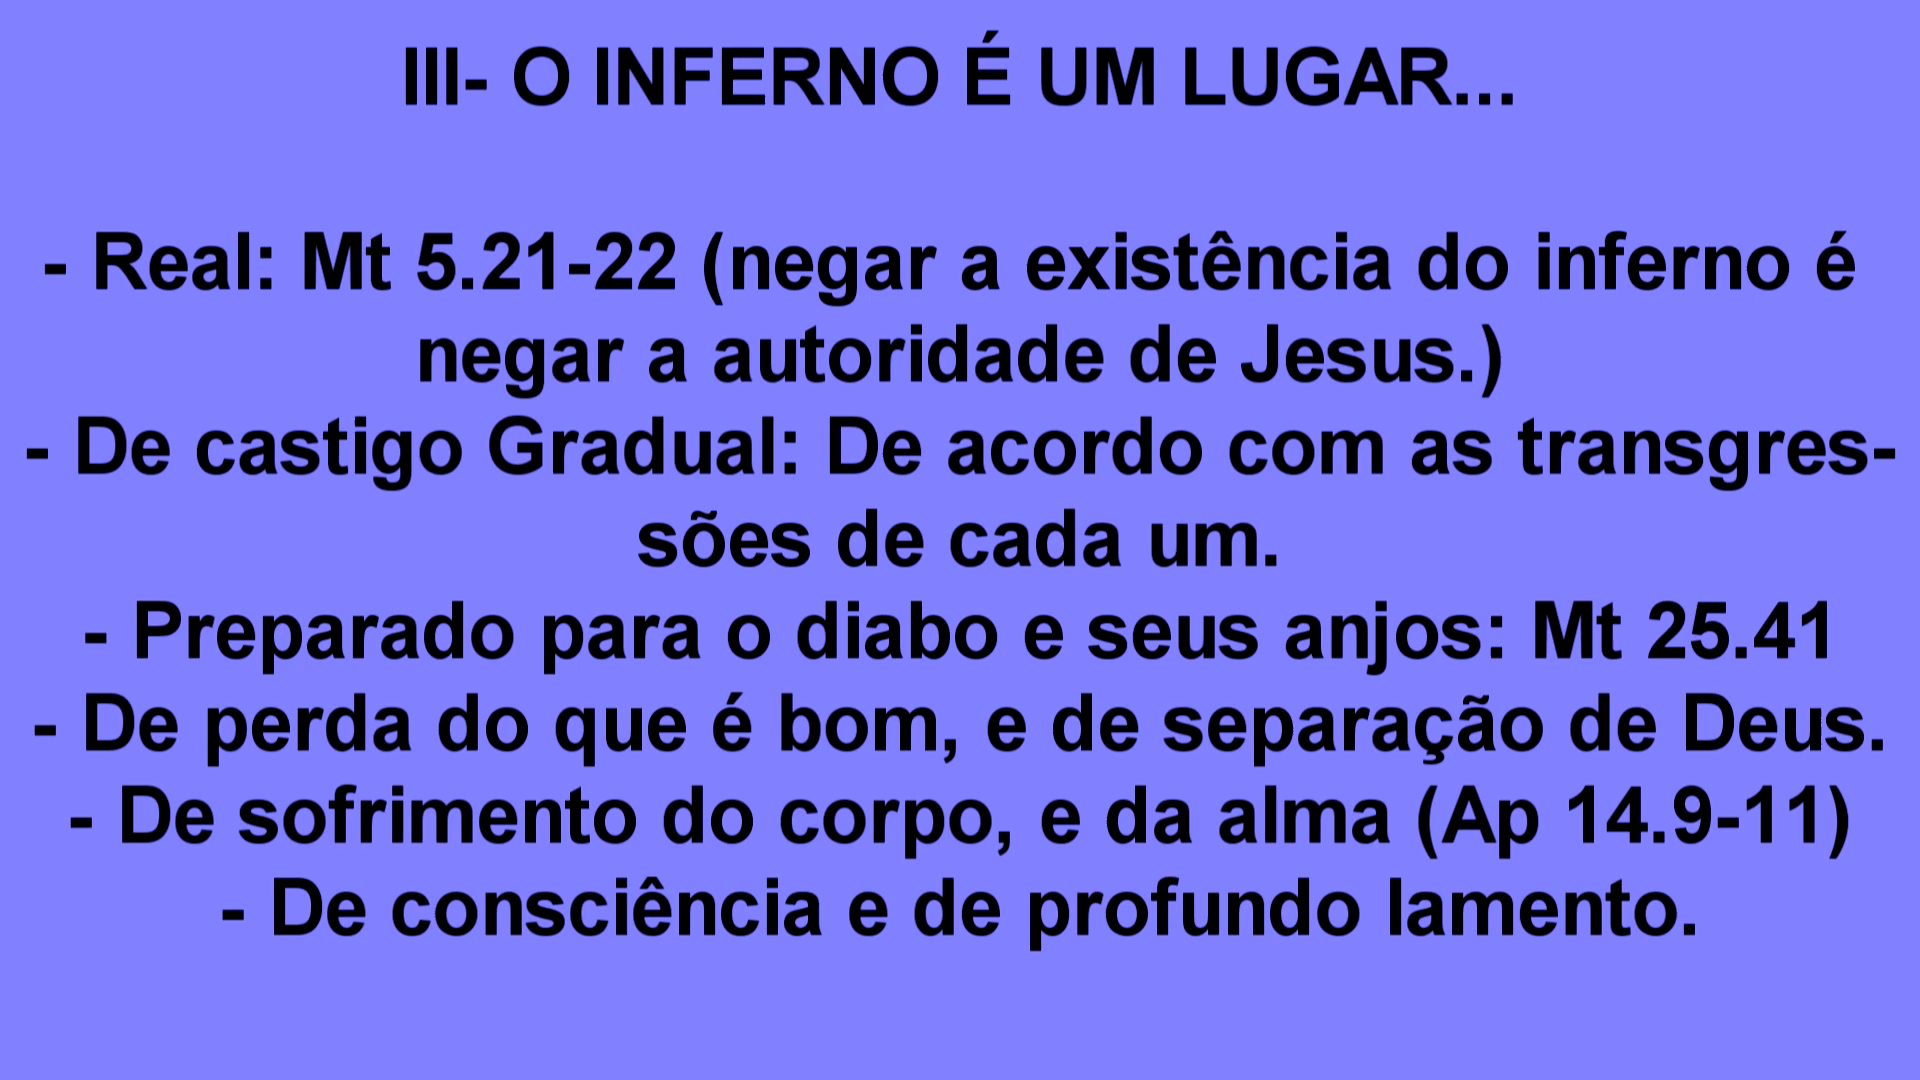 III- O INFERNO É UM LUGAR...
- Real: Mt 5.21-22 (negar a existência do inferno é
negar a autoridade de Jesus.)
- De castigo Gradual: De acordo com as transgres-
sões de cada um.
- Preparado para o diabo e seus anjos: Mt 25.41
- De perda do que é bom, e de separação de Deus.
- De sofrimento do corpo, e da alma (Ap 14.9-11)
- De consciência e de profundo lamento.